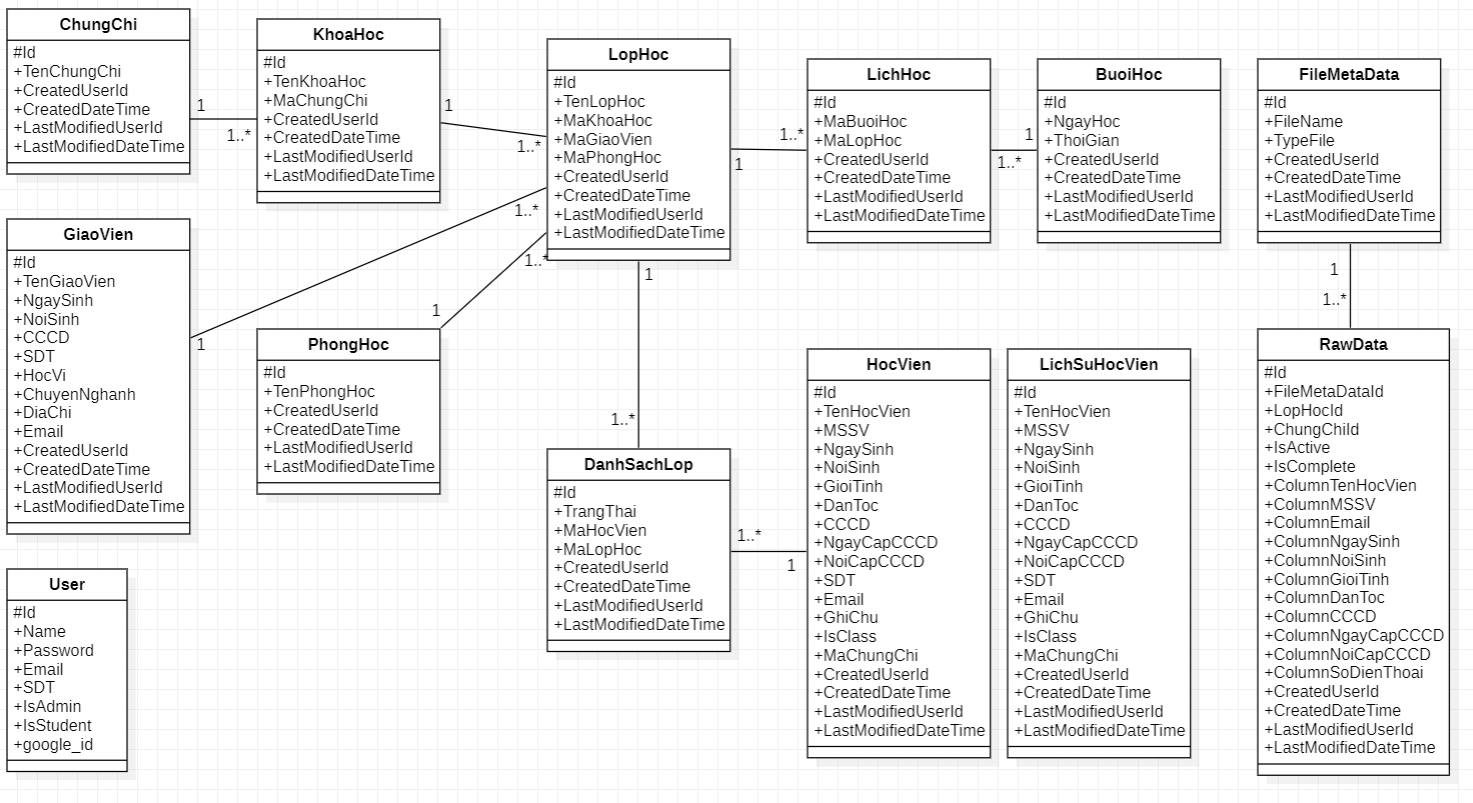 ChungChi
#Id
+TenChungChi
+CreatedUserId
+CreatedDateTime
+LastModifiedUserId
+LastModifiedDateTime
1
1..*
KhoaHoc
#Id
+TenKhoaHoc
+MaChungChi
+CreatedUserId
+CreatedDateTime
+LastModifiedUserId
+LastModifiedDateTime
1
1..*
LopHoc
#Id
+TenLopHoc
+MaKhoaHoc
+MaGiaoVien
+MaPhongHoc
+CreatedUserId
+CreatedDateTime
+LastModifiedUserId
+LastModifiedDateTime
1
1..*
LichHoc
#Id
+MaBuoiHoc
+MaLopHoc
+CreatedUserId
+CreatedDateTime
+LastModifiedUserId
+LastModifiedDateTime
1..*
1
BuoiHoc
#Id
+NgayHoc
+ThoiGian
+CreatedUserId
+CreatedDateTime
+LastModifiedUserId
+LastModifiedDateTime
FileMetaData
#Id
+FileName
+TypeFile
+CreatedUserId
+CreatedDateTime
+LastModifiedUserId
+LastModifiedDateTime
1
1..*
GiaoVien
#Id
+TenGiaoVien
+NgaySinh
+NoiSinh
+CCCD
+SDT
+HocVi
+ChuyenNghanh
+DiaChi
+Email
+CreatedUserId
+CreatedDateTime
+LastModifiedUserId
+LastModifiedDateTime
1
1..*
PhongHoc
#Id
+TenPhongHoc
+CreatedUserId
+CreatedDateTime
+LastModifiedUserId
+LastModifiedDateTime
1
1..*
1
1..*
DanhSachLop
#Id
+TrangThai
+MaHocVien
+MaLopHoc
+CreatedUserId
+CreatedDateTime
+LastModifiedUserId
+LastModifiedDateTime
1..*
1
HocVien
#Id
+TenHocVien
+MSSV
+NgaySinh
+NoiSinh
+GioiTinh
+DanToc
+CCCD
+NgayCapCCCD
+NoiCapCCCD
+SDT
+Email
+GhiChu
+IsClass
+MaChungChi
+CreatedUserId
+CreatedDateTime
+LastModifiedUserId
+LastModifiedDateTime
LichSuHocVien
#Id
+TenHocVien
+MSSV
+NgaySinh
+NoiSinh
+GioiTinh
+DanToc
+CCCD
+NgayCapCCCD
+NoiCapCCCD
+SDT
+Email
+GhiChu
+IsClass
+MaChungChi
+CreatedUserId
+CreatedDateTime
+LastModifiedUserId
+LastModifiedDateTime
RawData
#Id
+FileMetaDataId
+LopHocId
+ChungChiId
+IsActive
+IsComplete
+ColumnTenHocVien
+ColumnMSSV
+ColumnEmail
+ColumnNgaySinh
+ColumnNoiSinh
+ColumnGioiTinh
+ColumnDanToc
+ColumnCCCD
+ColumnNgayCapCCCD
+ColumnNoiCapCCCD
+ColumnSoDienThoai
+CreatedUserId
+CreatedDateTime
+LastModifiedUserId
+LastModifiedDateTime
User
#Id
+Name
+Password
+Email
+SDT
+IsAdmin
+IsStudent
+google_id